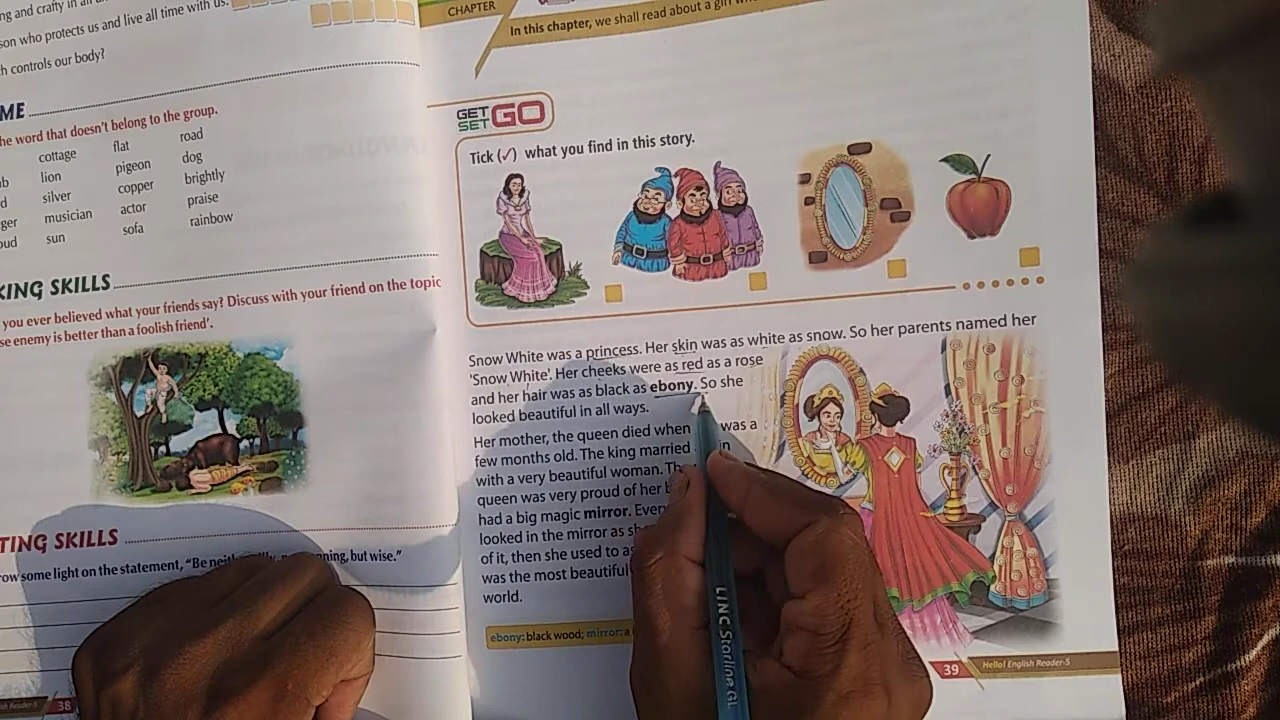 ng and crafty in all an
son who protects us and live all time with us.
ch controls our body?
ME
he word that doesn't belong to the group.
cottage flat road
lion pigeon dog
silver copper brightly
musician actor praise
sun sofa rainbow
KING SKILLS
you ever believed what your friends say? Discuss with your friend on the topic
se enemy is better than a foolish friend'.
TING SKILLS
row some light on the statement, "Be neith ning, but wise."
38
CHAPTER
In this chapter, we shall read about a girl
GET SET GO
Tick (✓) what you find in this story.
Snow White was a princess. Her skin was as white as snow. So her parents named her
'Snow White'. Her cheeks were as red as a rose
and her hair was as black as ebony. So she
looked beautiful in all ways.
Her mother, the queen died when was a
few months old. The king married in
with a very beautiful woman. Th
queen was very proud of her b
had a big magic mirror. Ever
looked in the mirror as sh
of it, then she used to as
was the most beautiful
world.
ebony: black wood; mirror: a
39 Hello! English Reader-5
LINC Starline GL